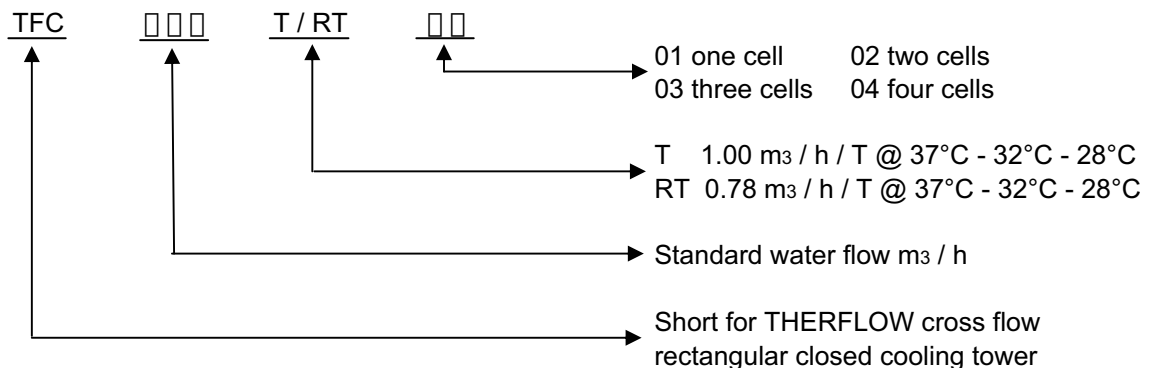 TFC □□□ T / RT □□
01 one cell 02 two cells
03 three cells 04 four cells
T 1.00 m3 / h / T @ 37°C - 32°C - 28°C
RT 0.78 m3 / h / T @ 37°C - 32°C - 28°C
Standard water flow m3 / h
Short for THERFLOW cross flow
rectangular closed cooling tower